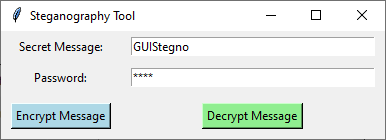 Steganography Tool
Secret Message: GUIStegno
Password: ****
Encrypt Message Decrypt Message